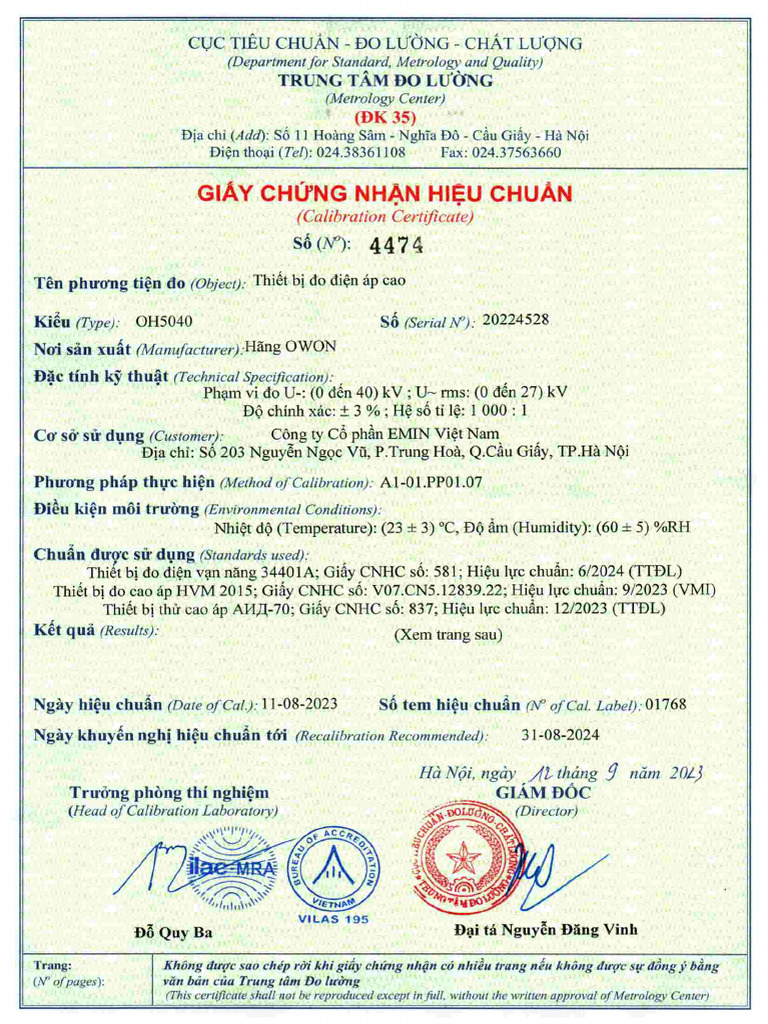 CỤC TIÊU CHUẨN - ĐO LƯỜNG - CHẤT LƯỢNG
(Department for Standard, Metrology and Quality)
TRUNG TÂM ĐO LƯỜNG
(Metrology Center)
(ĐK 35)
Địa chỉ (Add): Số 11 Hoàng Sâm - Nghĩa Đô - Cầu Giấy - Hà Nội
Điện thoại (Tel): 024.38361108 Fax: 024.37563660
GIẤY CHỨNG NHẬN HIỆU CHUẨN
(Calibration Certificate)
Số (Nº): 4474
Tên phương tiện đo (Object): Thiết bị đo điện áp cao
Kiểu (Type): OH5040 Số (Serial Nº): 20224528
Nơi sản xuất (Manufacturer): Hãng OWON
Đặc tính kỹ thuật (Technical Specification):
Phạm vi đo U-: (0 đến 40) kV ; U~ rms: (0 đến 27) kV
Độ chính xác: ± 3 % ; Hệ số tỉ lệ: 1 000 : 1
Cơ sở sử dụng (Customer): Công ty Cổ phần EMIN Việt Nam
Địa chỉ: Số 203 Nguyễn Ngọc Vũ, P.Trung Hoà, Q.Cầu Giấy, TP.Hà Nội
Phương pháp thực hiện (Method of Calibration): A1-01.PP01.07
Điều kiện môi trường (Environmental Conditions):
Nhiệt độ (Temperature): (23 ± 3) ºC, Độ ẩm (Humidity): (60 ± 5) %RH
Chuẩn được sử dụng (Standards used):
Thiết bị đo điện vạn năng 34401A; Giấy CNHC số: 581; Hiệu lực chuẩn: 6/2024 (TTĐL)
Thiết bị đo cao áp HVM 2015; Giấy CNHC số: V07.CN5.12839.22; Hiệu lực chuẩn: 9/2023 (VMI)
Thiết bị thử cao áp АИД-70; Giấy CNHC số: 837; Hiệu lực chuẩn: 12/2023 (TTĐL)
Kết quả (Results): (Xem trang sau)
Ngày hiệu chuẩn (Date of Cal.): 11-08-2023 Số tem hiệu chuẩn (Nº of Cal. Label): 01768
Ngày khuyến nghị hiệu chuẩn tới (Recalibration Recommended): 31-08-2024
Hà Nội, ngày 12 tháng 9 năm 2023
Trưởng phòng thí nghiệm GIÁM ĐỐC
(Head of Calibration Laboratory) (Director)
ilac-MRA
BUREAU OF ACCREDITATION
VIETNAM
VILAS 195
CỤC TIÊU CHUẨN-ĐO LƯỜNG-CHẤT LƯỢNG
TRUNG TÂM ĐO LƯỜNG
Đỗ Quy Ba Đại tá Nguyễn Đăng Vinh
Trang:
(Nº of pages):
Không được sao chép rời khi giấy chứng nhận có nhiều trang nếu không được sự đồng ý bằng
văn bản của Trung tâm Đo lường
(This certificate shall not be reproduced except in full, without the written approval of Metrology Center)